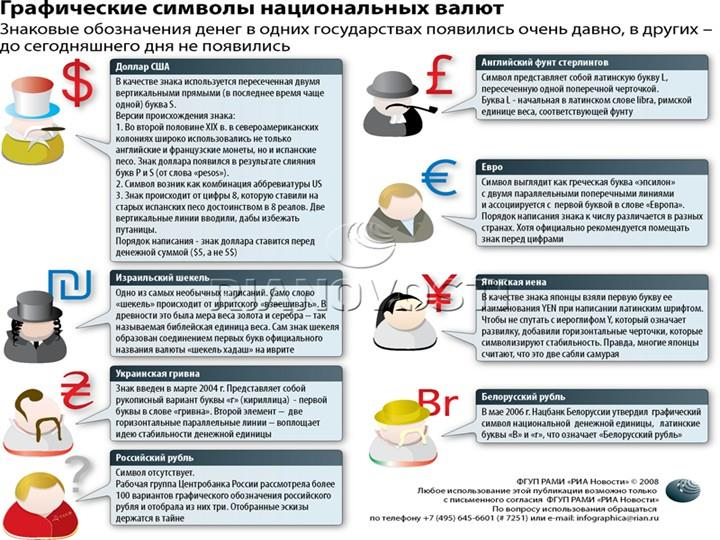 Графические символы национальных валют
Знаковые обозначения денег в одних государствах появились очень давно, в других –
до сегодняшнего дня не появились
$
Доллар США
В качестве знака используется пересеченная двумя
вертикальными прямыми (в последнее время чаще
одной) буква S.
Версии происхождения знака:
1. Во второй половине XIX в. в североамериканских
колониях широко использовались не только
английские и французские монеты, но и испанские
песо. Знак доллара появился в результате слияния
букв P и S (от слова «pesos»).
2. Символ возник как комбинация аббревиатуры US
3. Знак происходит от цифры 8, которую ставили на
старых испанских песо достоинством в 8 реалов. Две
вертикальные линии вводили, дабы избежать
путаницы.
Порядок написания - знак доллара ставится перед
денежной суммой ($5, а не 5$)
₪
Израильский шекель
Одно из самых необычных написаний. Само слово
«шекель» происходит от ивритского «взвешивать». В
древности это была мера веса золота и серебра – так
называемая библейская единица веса. Сам знак шекеля
образован соединением первых букв официального
названия валюты «шекель хадаш» на иврите
₴
Украинская гривна
Знак введен в марте 2004 г. Представляет собой
рукописный вариант буквы «г» (кириллица) - первой
буквы в слове «гривна». Второй элемент – две
горизонтальные параллельные линии – воплощает
идею стабильности денежной единицы
?
Российский рубль
Символ отсутствует.
Рабочая группа Центробанка России рассмотрела более
100 вариантов графического обозначения российского
рубля и отобрала из них три. Отобранные эскизы
держатся в тайне
£
Английский фунт стерлингов
Символ представляет собой латинскую букву L,
пересеченную одной поперечной черточкой.
Буква L - начальная в латинском слове libra, римской
единице веса, соответствующей фунту
€
Евро
Символ выглядит как греческая буква «эпсилон»
с двумя параллельными поперечными линиями
и ассоциируется с первой буквой в слове «Европа».
Порядок написания знака к числу различается в разных
странах. Хотя официально рекомендуется помещать
знак перед цифрами
¥
Японская иена
В качестве знака японцы взяли первую букву ее
наименования YEN при написании латинским шрифтом.
Чтобы не спутать с иероглифом Y, который означает
развилку, добавили горизонтальные черточки, которые
символизируют стабильность. Правда, многие японцы
считают, что это две сабли самурая
Br
Белорусский рубль
В мае 2006 г. Нацбанк Белоруссии утвердил графический
символ национальной денежной единицы, латинские
буквы «B» и «r», что означает «Белорусский рубль»
RIANOVOSTI
ФГУП РАМИ «РИА Новости» © 2008
Любое использование этой публикации возможно только
с письменного согласия ФГУП РАМИ «РИА Новости»
По вопросу использования обращаться
по телефону +7 (495) 645-6601 (# 7251) или e-mail: infographica@rian.ru